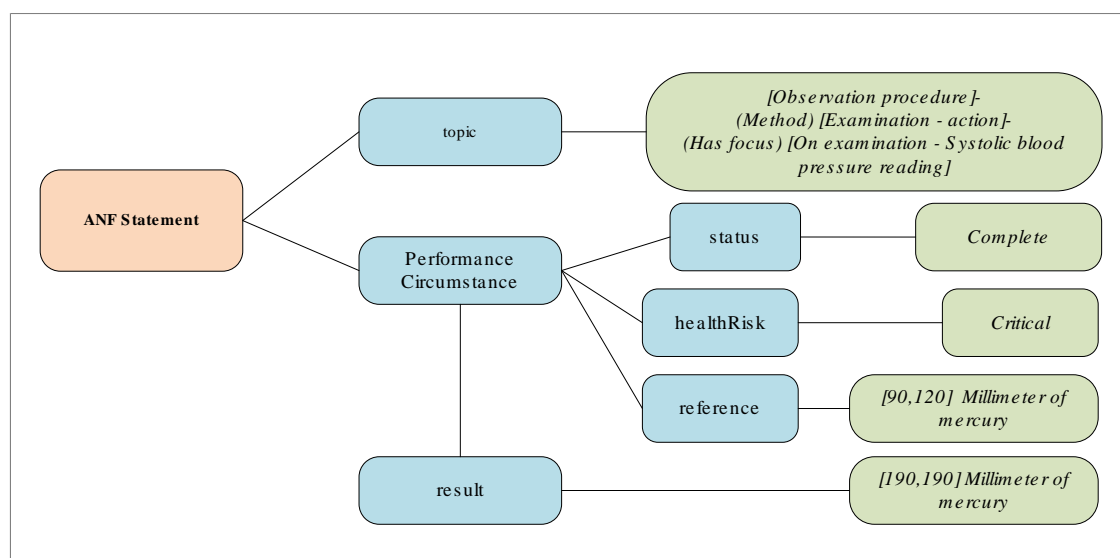 [Observation procedure]-
(Method) [Examination - action]-
(Has focus) [On examination - Systolic blood
pressure reading]
topic
ANF Statement
Performance
Circumstance
status
Complete
healthRisk
Critical
reference
[90,120] Millimeter of
mercury
result
[190,190] Millimeter of
mercury